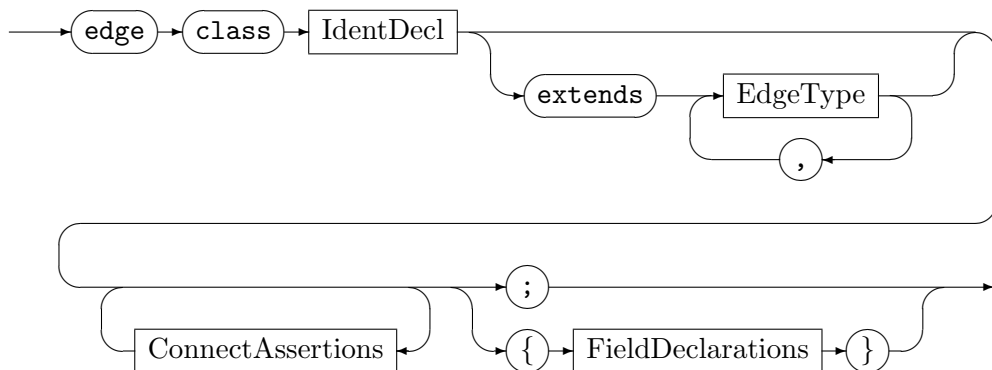 edge class IdentDecl
extends EdgeType
,
;
ConnectAssertions { FieldDeclarations }